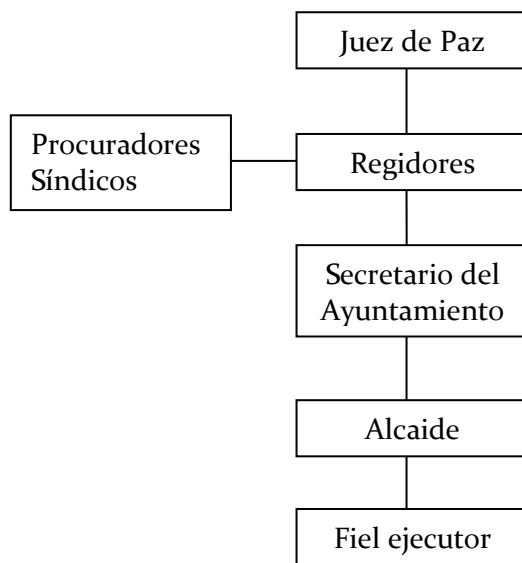 Juez de Paz
Procuradores
Síndicos
Regidores
Secretario del
Ayuntamiento
Alcaide
Fiel ejecutor